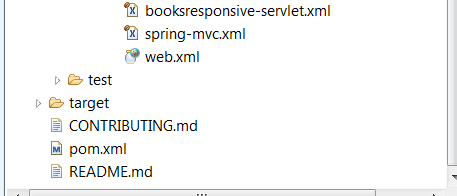 booksresponsive-servlet.xml
spring-mvc.xml
web.xml
test
target
CONTRIBUTING.md
pom.xml
README.md